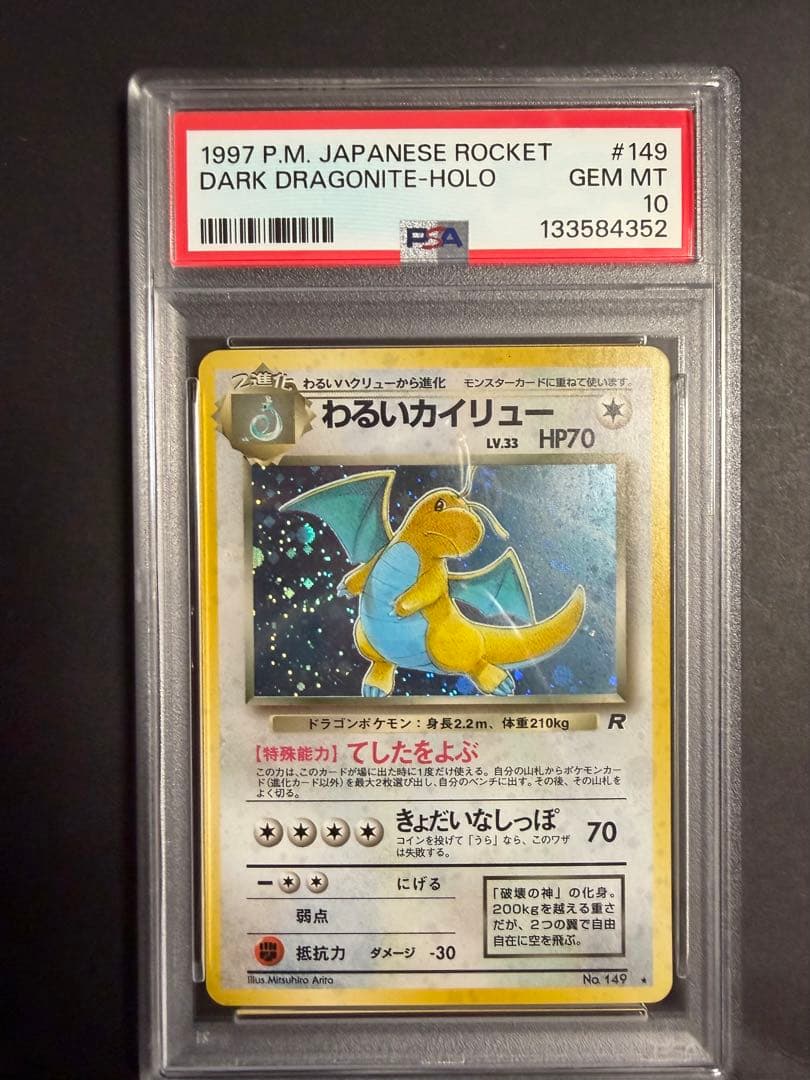 1997 P.M. JAPANESE ROCKET #149
DARK DRAGONITE-HOLO GEM MT
10
PSA 133584352
2進化 わるいハクリューから進化 モンスターカードに重ねて使います。
わるいカイリュー
LV.33 HP70
ドラゴンポケモン：身長2.2m、体重210kg R
【特殊能力】てしたをよぶ
この力は、このカードが場に出た時に1度だけ使える。自分の山札からポケモンカー
ド(進化カード以外)を最大2枚選び出し、自分のベンチに出す。その後、その山札を
よく切る。
きょだいなしっぽ 70
コインを投げて「うら」なら、このワザ
は失敗する。
にげる
弱点
抵抗力 ダメージ -30
「破壊の神」の化身。
200kgを越える重さ
だが、2つの翼で自由
自在に空を飛ぶ。
Illus.Mitsuhiro Arita No. 149 ★